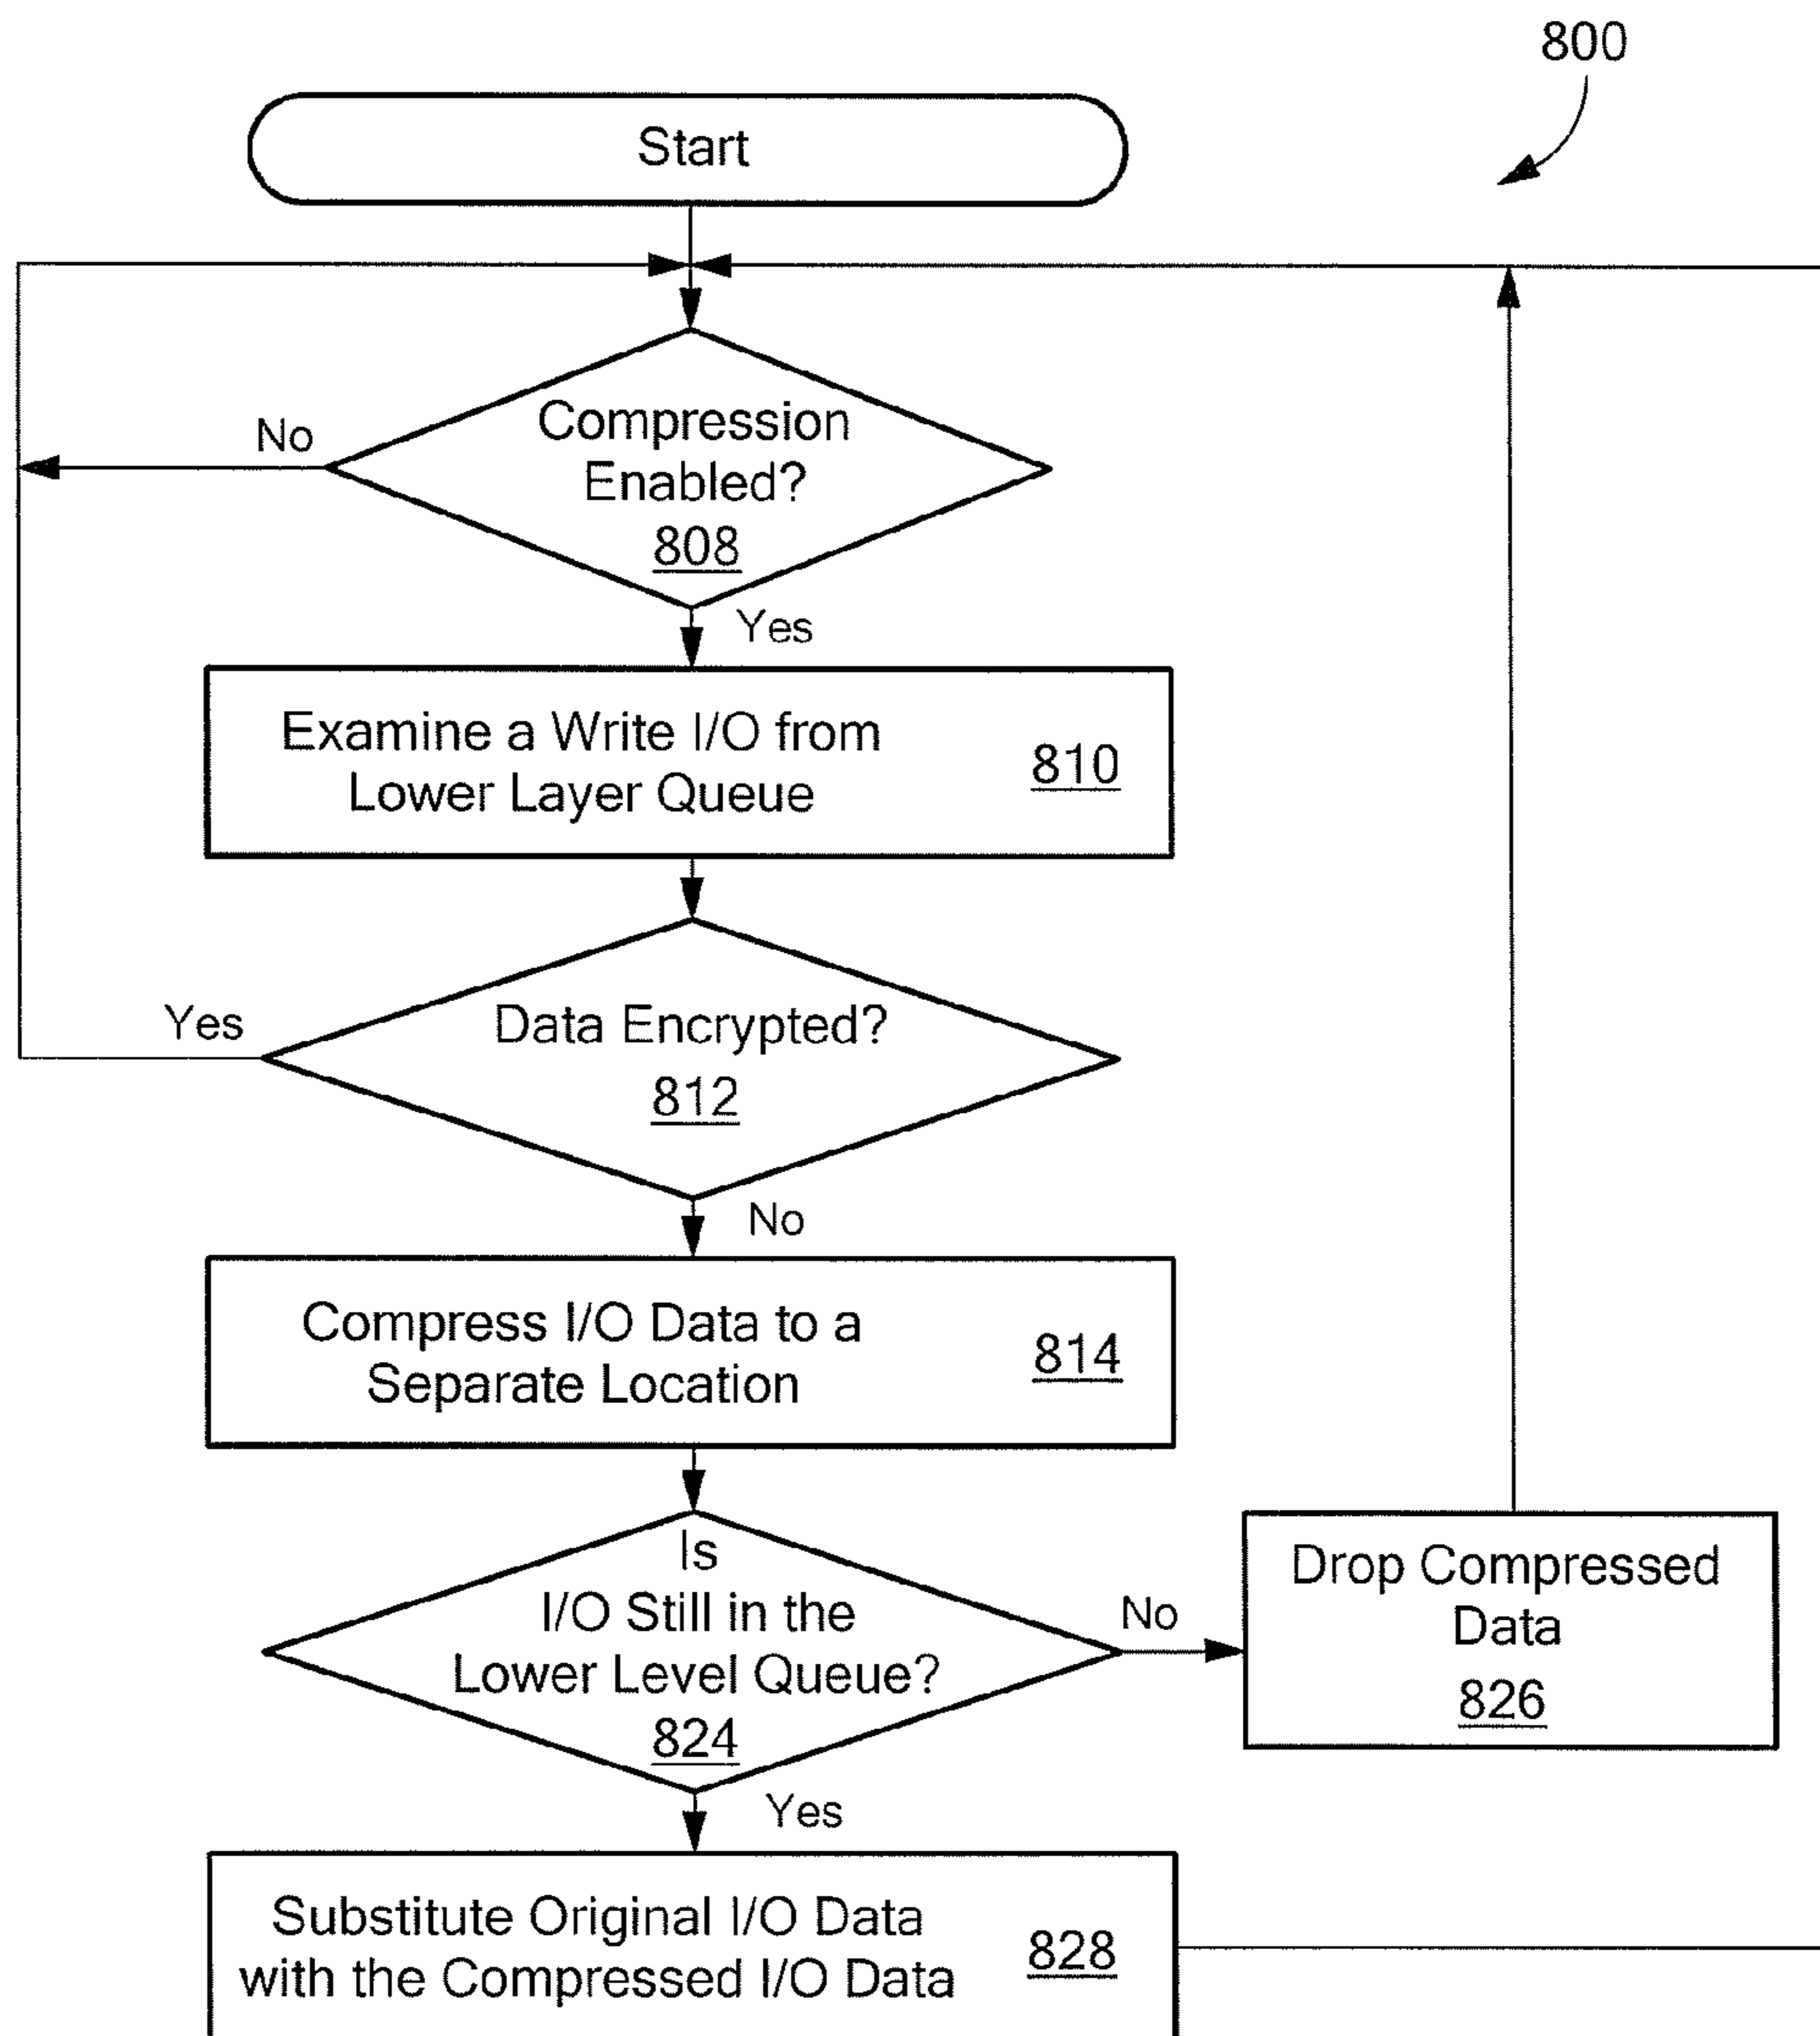 800
Start
Compression
Enabled?
808
No
Yes
Examine a Write I/O from
Lower Layer Queue
810
Data Encrypted?
812
Yes
No
Compress I/O Data to a
Separate Location
814
Is
I/O Still in the
Lower Level Queue?
824
No
Drop Compressed
Data
826
Yes
Substitute Original I/O Data
with the Compressed I/O Data
828